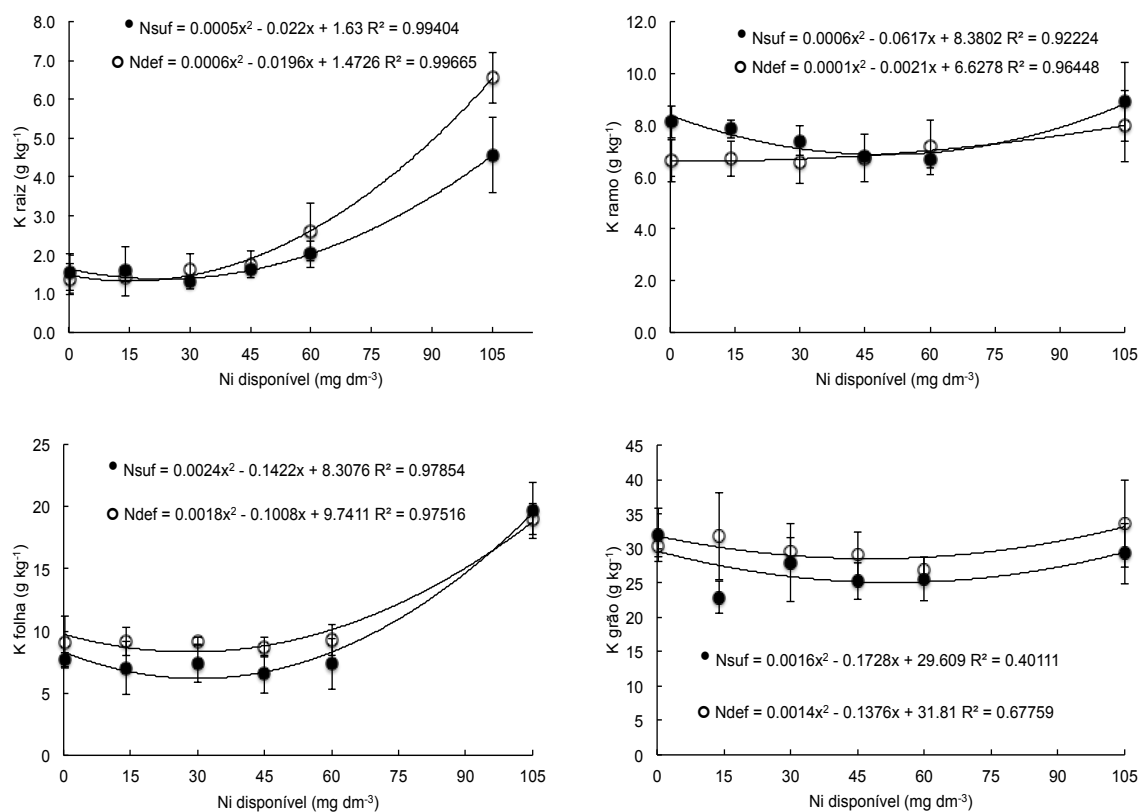 8.0
7.0
6.0
5.0
4.0
3.0
2.0
1.0
0.0
K raiz (g kg⁻¹)
● Nsuf = 0.0005x² - 0.022x + 1.63 R² = 0.99404
○ Ndef = 0.0006x² - 0.0196x + 1.4726 R² = 0.99665
0 15 30 45 60 75 90 105
Ni disponível (mg dm⁻³)
12.0
10.0
8.0
6.0
4.0
2.0
0.0
K ramo (g kg⁻¹)
● Nsuf = 0.0006x² - 0.0617x + 8.3802 R² = 0.92224
○ Ndef = 0.0001x² - 0.0021x + 6.6278 R² = 0.96448
0 15 30 45 60 75 90 105
Ni disponível (mg dm⁻³)
25
20
15
10
5
0
K folha (g kg⁻¹)
● Nsuf = 0.0024x² - 0.1422x + 8.3076 R² = 0.97854
○ Ndef = 0.0018x² - 0.1008x + 9.7411 R² = 0.97516
0 15 30 45 60 75 90 105
Ni disponível (mg dm⁻³)
45
40
35
30
25
20
15
10
5
0
K grão (g kg⁻¹)
● Nsuf = 0.0016x² - 0.1728x + 29.609 R² = 0.40111
○ Ndef = 0.0014x² - 0.1376x + 31.81 R² = 0.67759
0 15 30 45 60 75 90 105
Ni disponível (mg dm⁻³)